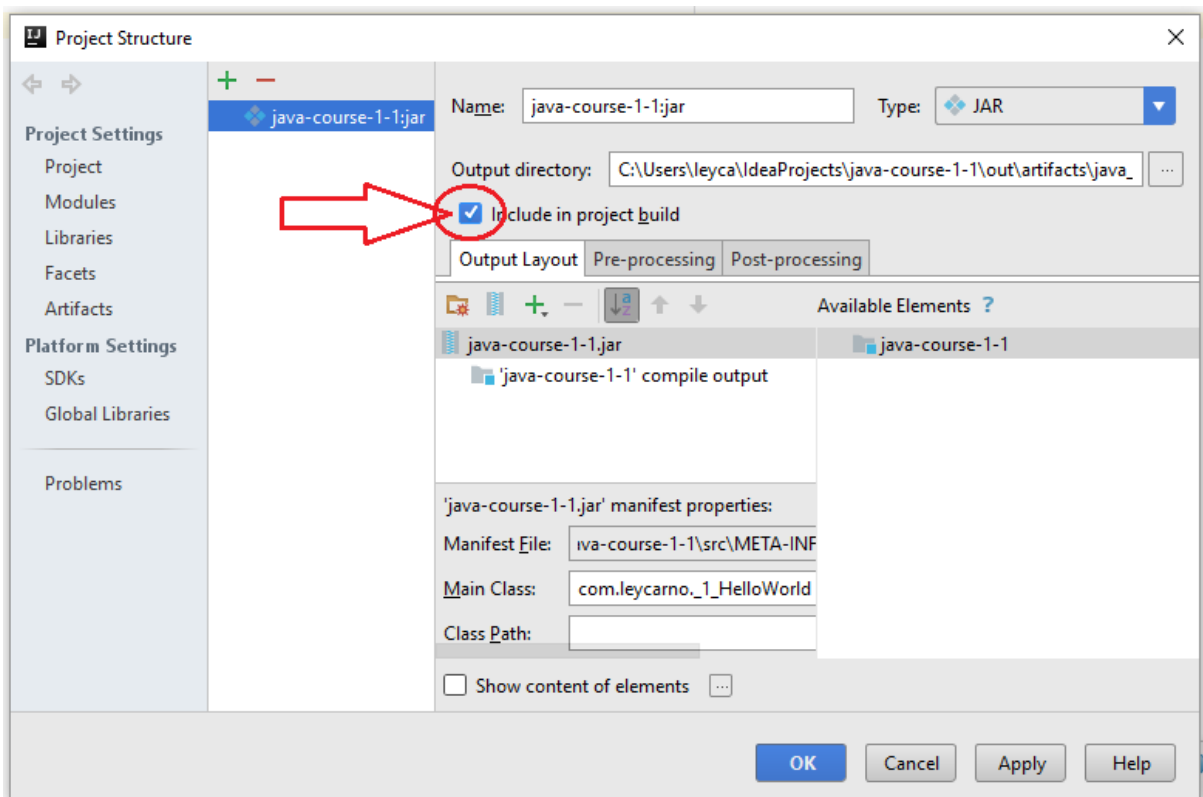 Project Structure
Project Settings
Project
Modules
Libraries
Facets
Artifacts
Platform Settings
SDKs
Global Libraries
Problems
java-course-1-1:jar
Name: java-course-1-1:jar Type: JAR
Output directory: C:\Users\leyca\IdeaProjects\java-course-1-1\out\artifacts\java_ ...
Include in project build
Output Layout Pre-processing Post-processing
Available Elements ?
java-course-1-1.jar
'java-course-1-1' compile output
java-course-1-1
'java-course-1-1.jar' manifest properties:
Manifest File: ıva-course-1-1\src\META-INF
Main Class: com.leycarno._1_HelloWorld
Class Path:
Show content of elements ...
OK Cancel Apply Help